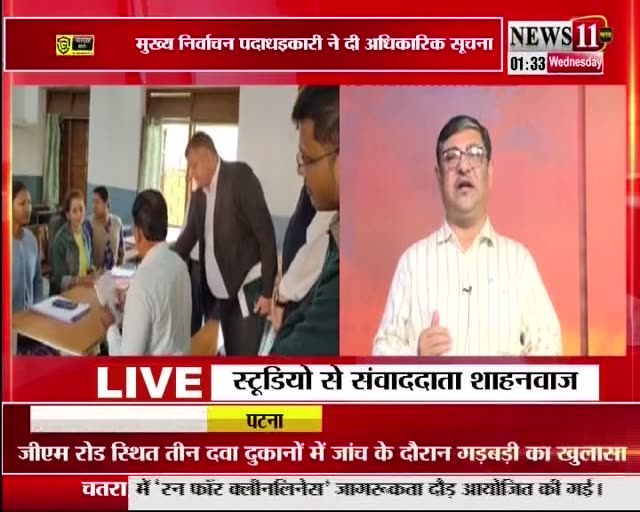 मुख्य निर्वाचन पदाधइकारी ने दी अधिकारिक सूचना
NEWS 11
01:33 Wednesday
LIVE स्टूडियो से संवाददाता शाहनवाज
पटना
जीएम रोड स्थित तीन दवा दुकानों में जांच के दौरान गड़बड़ी का खुलासा
चतरा में 'रन फॉर क्लीनलिनेस' जागरूकता दौड़ आयोजित की गई।